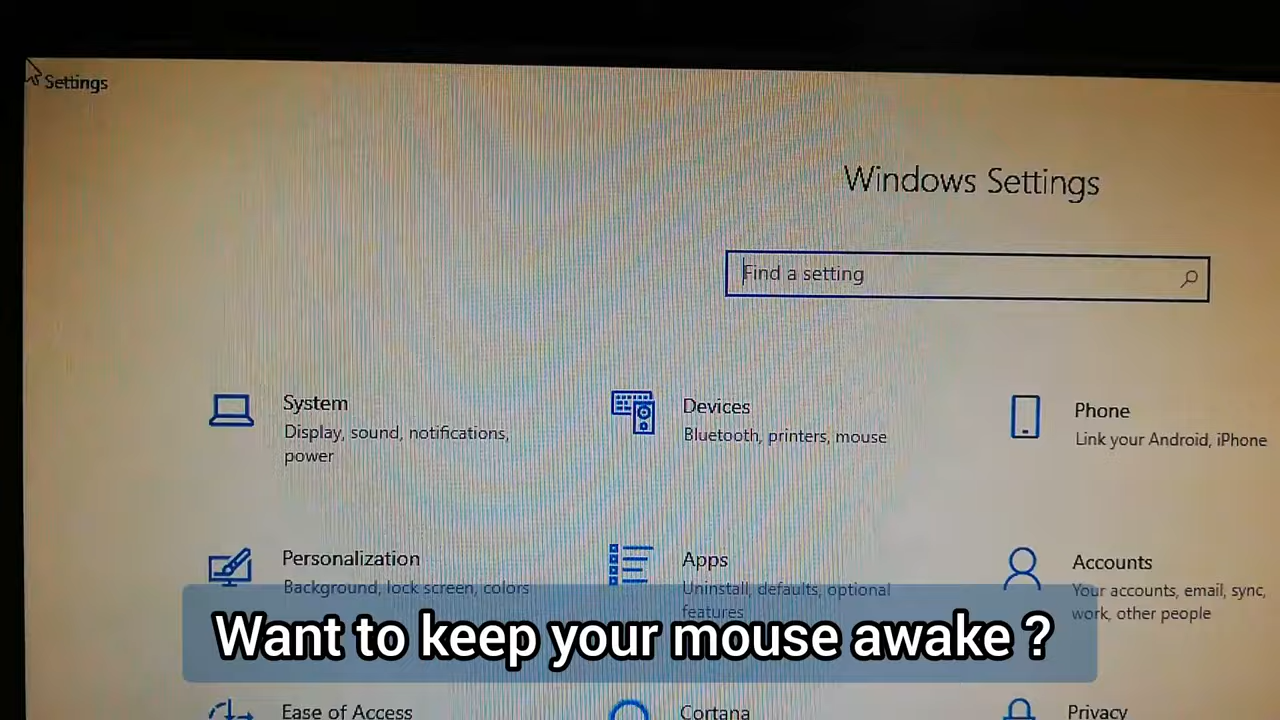 Settings
Windows Settings
Find a setting
System
Display, sound, notifications,
power
Devices
Bluetooth, printers, mouse
Phone
Link your Android, iPhone
Personalization
Background, lock screen, colors
Apps
Uninstall, defaults, optional
features
Accounts
Your accounts, email, sync,
work, other people
Want to keep your mouse awake ?
Ease of Access
Cortana
Privacy